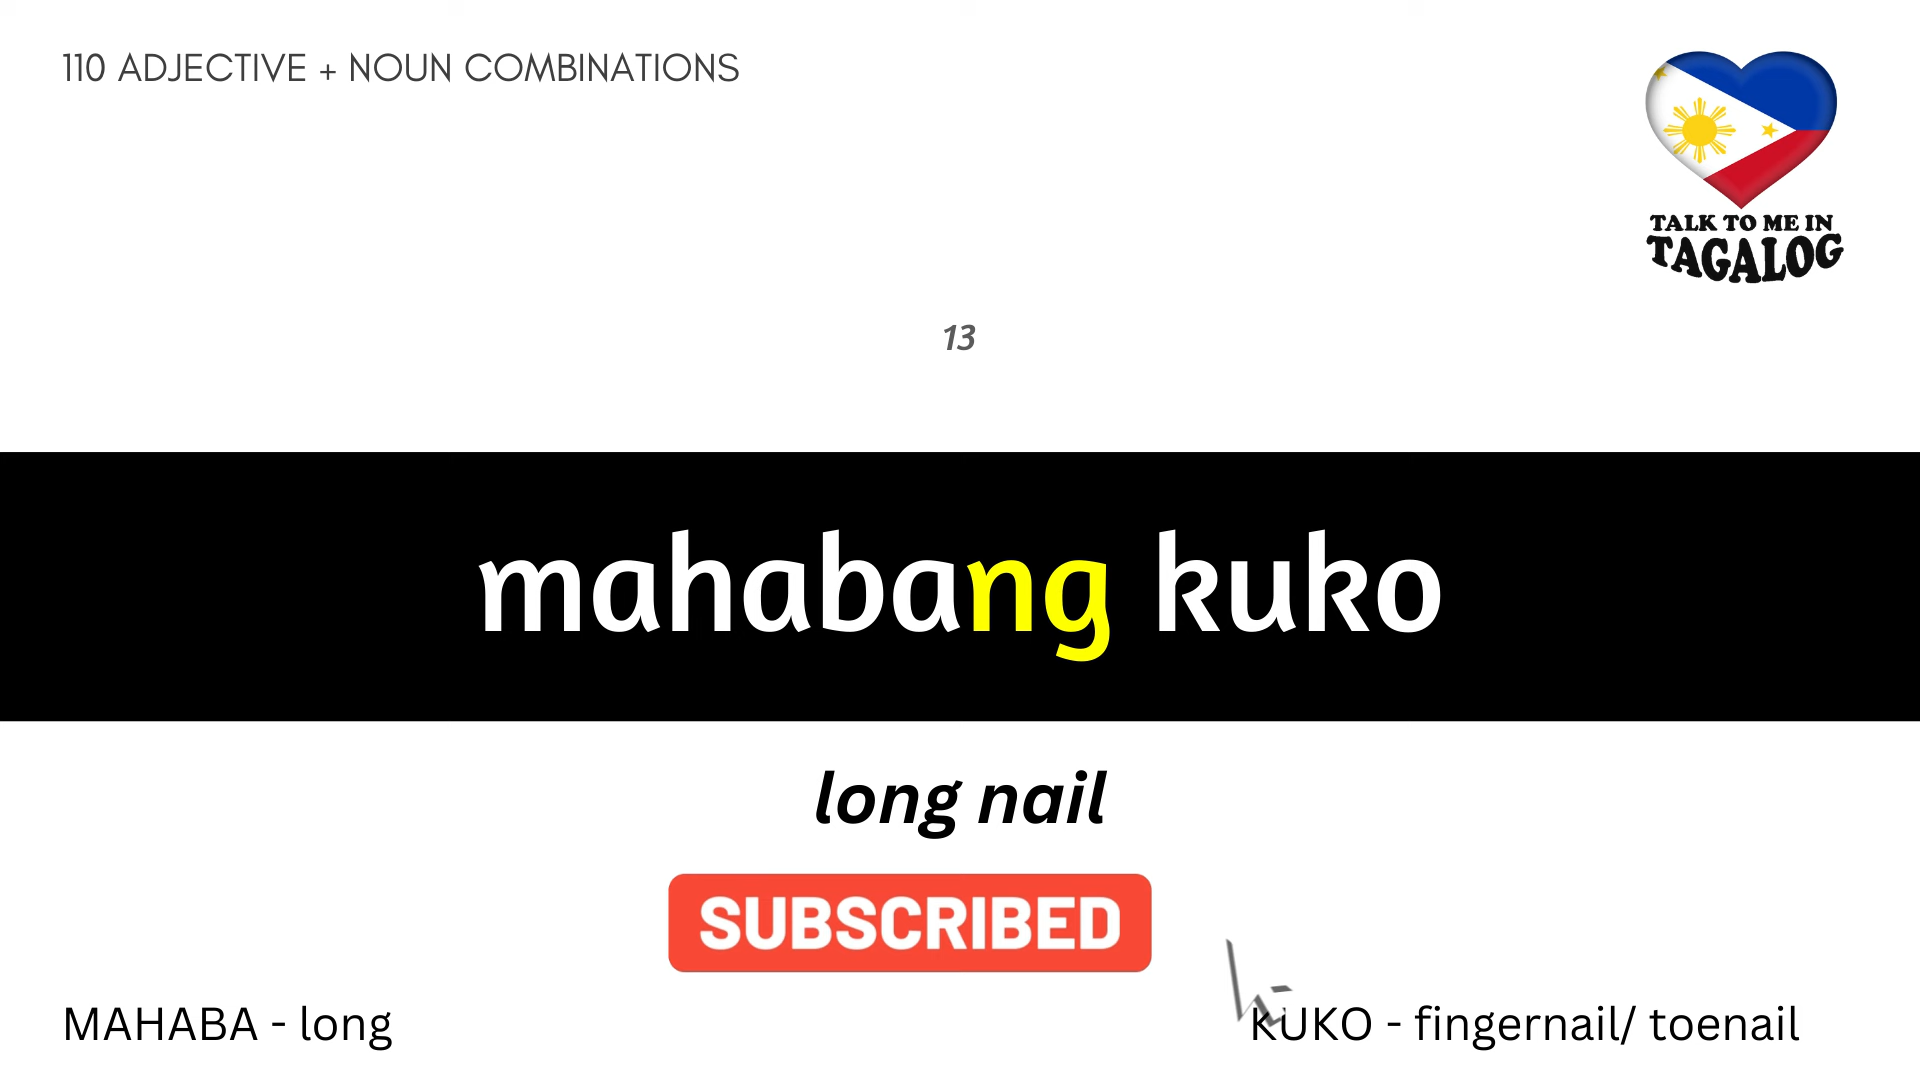 110 ADJECTIVE + NOUN COMBINATIONS
TALK TO ME IN
TAGALOG
13
mahabang kuko
long nail
SUBSCRIBED
MAHABA - long
KUKO - fingernail/ toenail